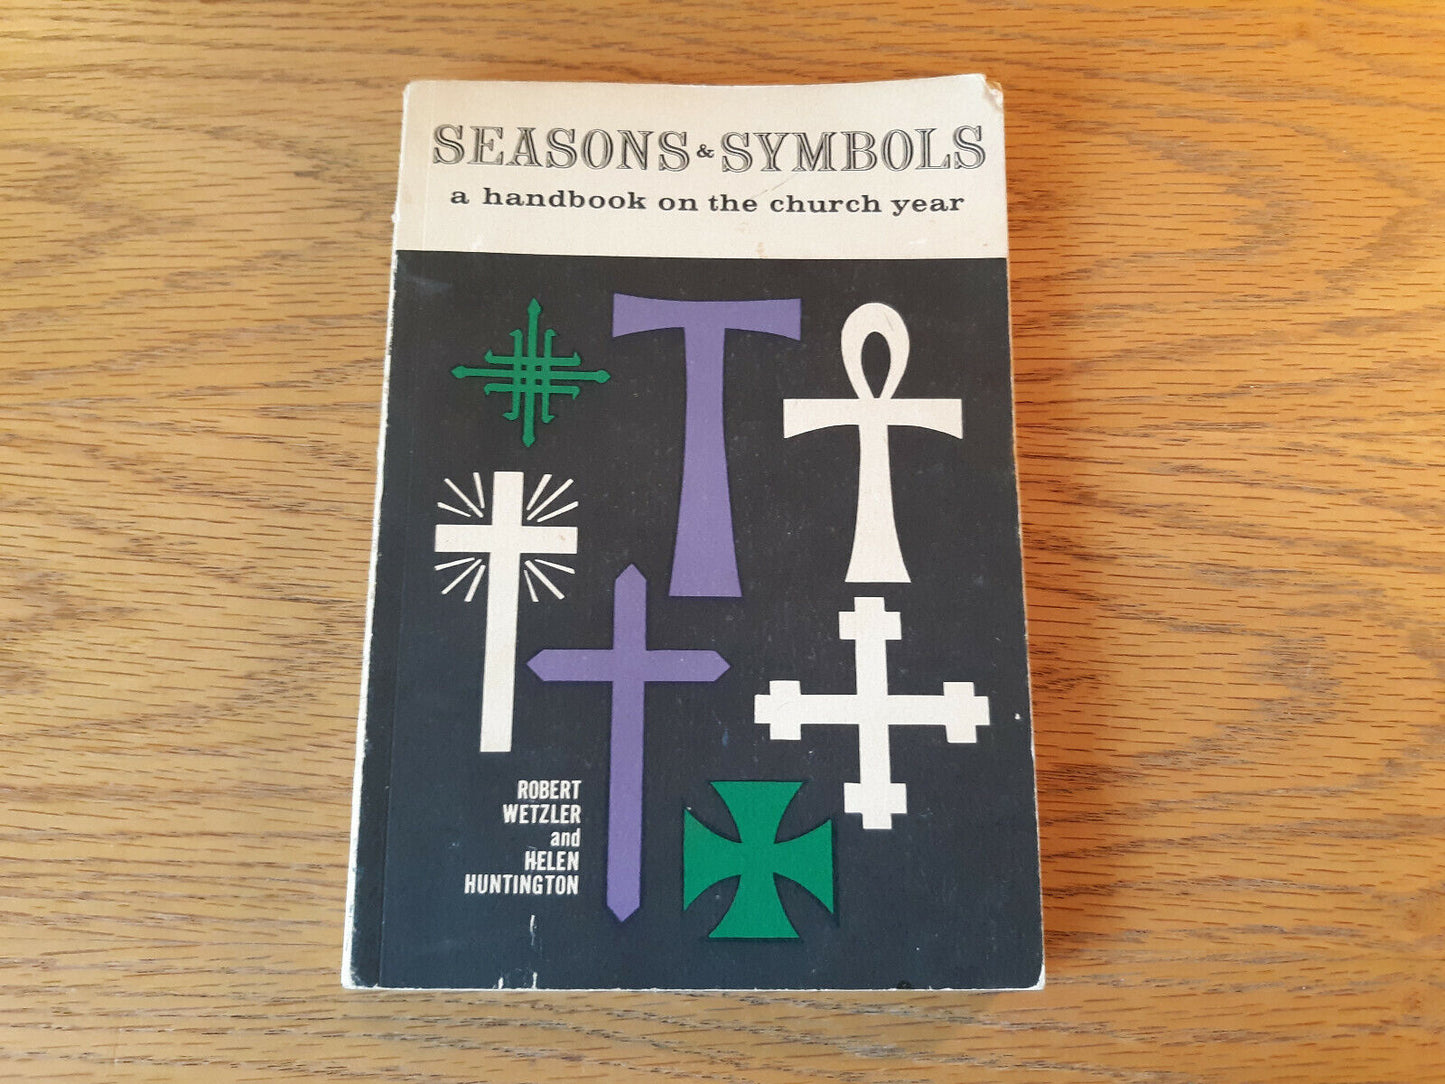 SEASONS & SYMBOLS
a handbook on the church year
ROBERT
WETZLER
and
HELEN
HUNTINGTON